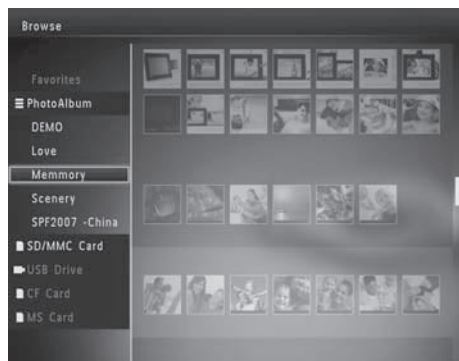 Browse
Favorites
PhotoAlbum
DEMO
Love
Memmory
Scenery
SPF2007 -China
SD/MMC Card
USB Drive
CF Card
MS Card